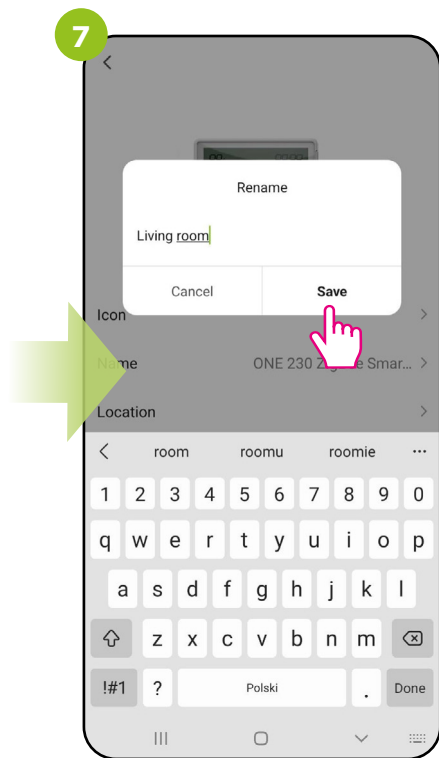 7
Rename
Living room
Cancel Save
Icon
Name ONE 230 Smar...
Location
room roomu roomie ...
1 2 3 4 5 6 7 8 9 0
q w e r t y u i o p
a s d f g h j k l
z x c v b n m
!#1 ? Polski . Done